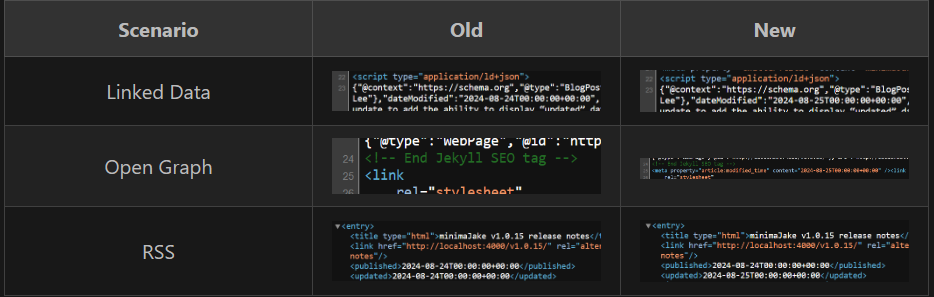 Scenario Old New
Linked Data
22 <script type="application/ld+json">
23 {"@context":"https://schema.org","@type":"BlogPos
Lee"},"dateModified":"2024-08-24T00:00:00+00:00",
update to add the ability to display "updated" da
22 <script type="application/ld+json">
23 {"@context":"https://schema.org","@type":"BlogPos
Lee"},"dateModified":"2024-08-25T00:00:00+00:00",
update to add the ability to display "updated" da
Open Graph
{"@type":"WebPage","@id":"http
24 <!-- End Jekyll SEO tag -->
25 <link
26 rel="stylesheet"
<!-- End Jekyll SEO tag -->
<meta property="article:modified_time" content="2024-08-25T00:00:00+00:00" /><link
rel="stylesheet"
RSS
▼<entry>
<title type="html">minimaJake v1.0.15 release notes</
<link href="http://localhost:4000/v1.0.15/" rel="alte
notes"/>
<published>2024-08-24T00:00:00+00:00</published>
<updated>2024-08-24T00:00:00+00:00</updated>
▼<entry>
<title type="html">minimaJake v1.0.15 release notes</
<link href="http://localhost:4000/v1.0.15/" rel="alter
notes"/>
<published>2024-08-24T00:00:00+00:00</published>
<updated>2024-08-25T00:00:00+00:00</updated>